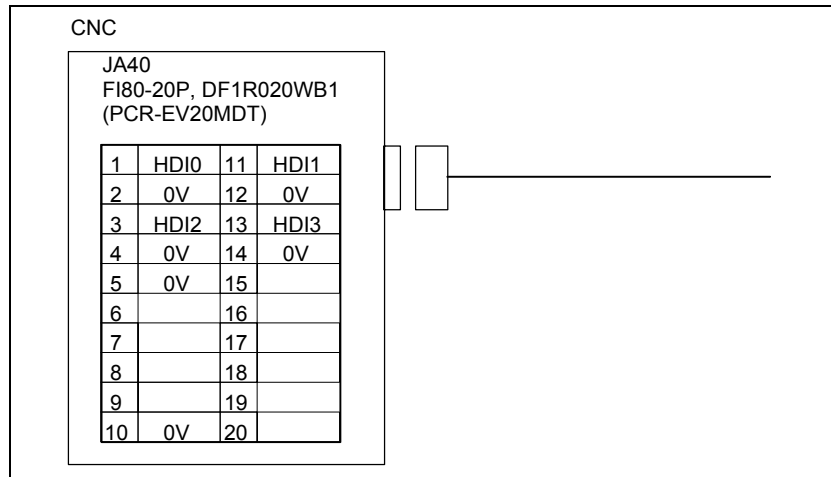 CNC
JA40
FI80-20P, DF1R020WB1
(PCR-EV20MDT)
1 HDI0 11 HDI1
2 0V 12 0V
3 HDI2 13 HDI3
4 0V 14 0V
5 0V 15
6 16
7 17
8 18
9 19
10 0V 20